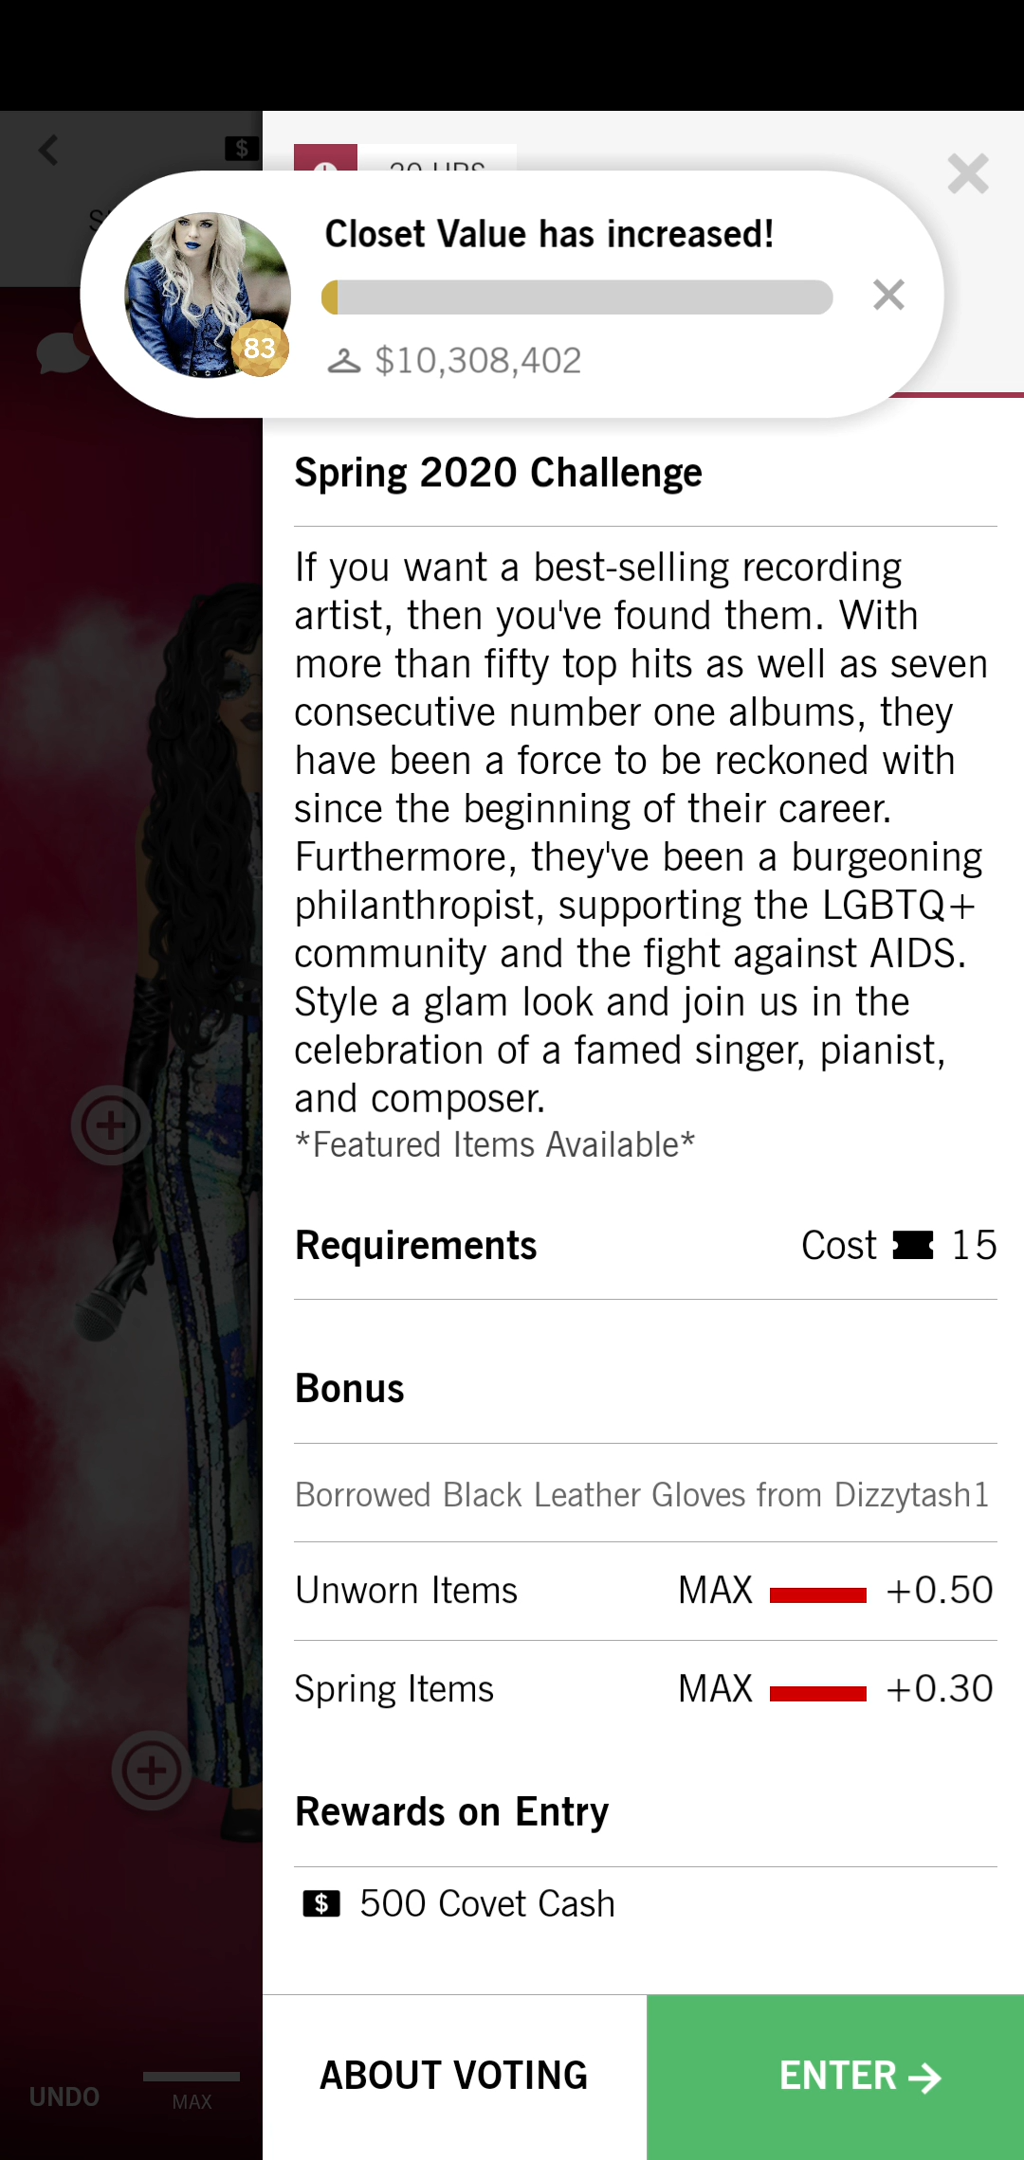 $
Closet Value has increased!
83
$10,308,402
Spring 2020 Challenge
If you want a best-selling recording
artist, then you've found them. With
more than fifty top hits as well as seven
consecutive number one albums, they
have been a force to be reckoned with
since the beginning of their career.
Furthermore, they've been a burgeoning
philanthropist, supporting the LGBTQ+
community and the fight against AIDS.
Style a glam look and join us in the
celebration of a famed singer, pianist,
and composer.
*Featured Items Available*
Requirements Cost 15
Bonus
Borrowed Black Leather Gloves from Dizzytash1
Unworn Items MAX +0.50
Spring Items MAX +0.30
Rewards on Entry
$ 500 Covet Cash
UNDO MAX ABOUT VOTING ENTER